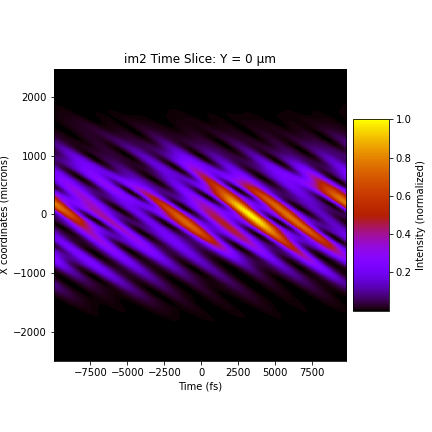 im2 Time Slice: Y = 0 μm
X coordinates (microns)
2000
1000
0
−1000
−2000
−7500 −5000 −2500 0 2500 5000 7500
Time (fs)
1.0
0.8
0.6
0.4
0.2
Intensity (normalized)